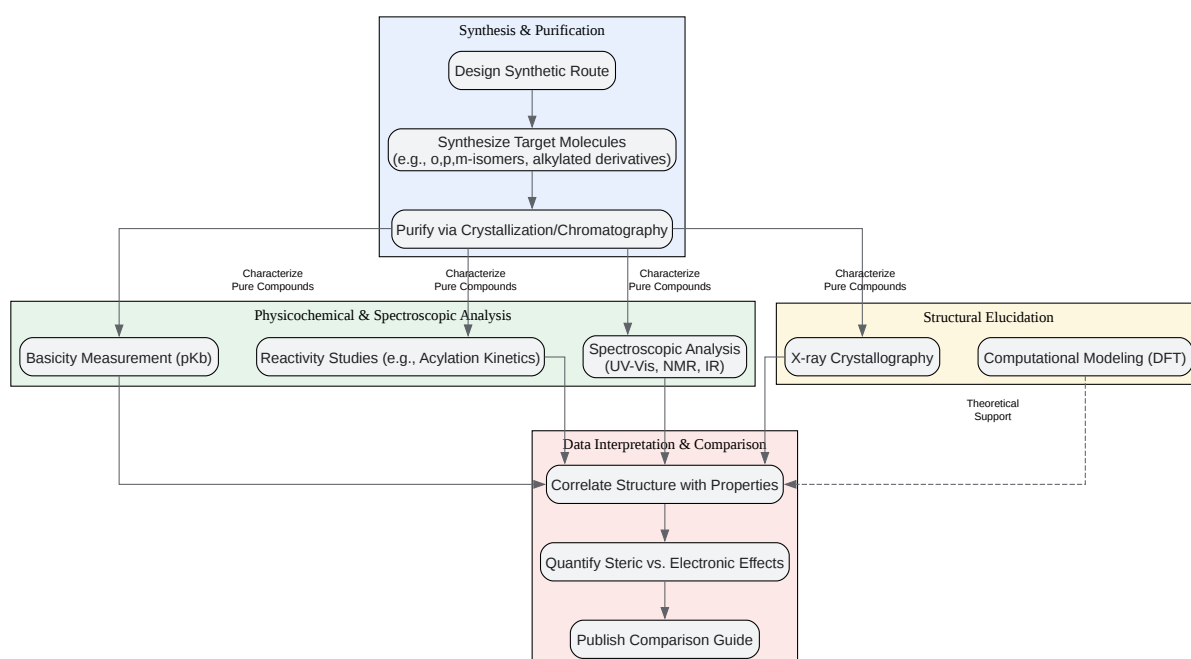 Synthesis & Purification
Design Synthetic Route
Synthesize Target Molecules
(e.g., o,p,m-isomers, alkylated derivatives)
Purify via Crystallization/Chromatography
Characterize
Pure Compounds
Characterize
Pure Compounds
Characterize
Pure Compounds
Characterize
Pure Compounds
Physicochemical & Spectroscopic Analysis
Basicity Measurement (pKb)
Reactivity Studies (e.g., Acylation Kinetics)
Spectroscopic Analysis
(UV-Vis, NMR, IR)
Structural Elucidation
X-ray Crystallography
Computational Modeling (DFT)
Theoretical
Support
Data Interpretation & Comparison
Correlate Structure with Properties
Quantify Steric vs. Electronic Effects
Publish Comparison Guide